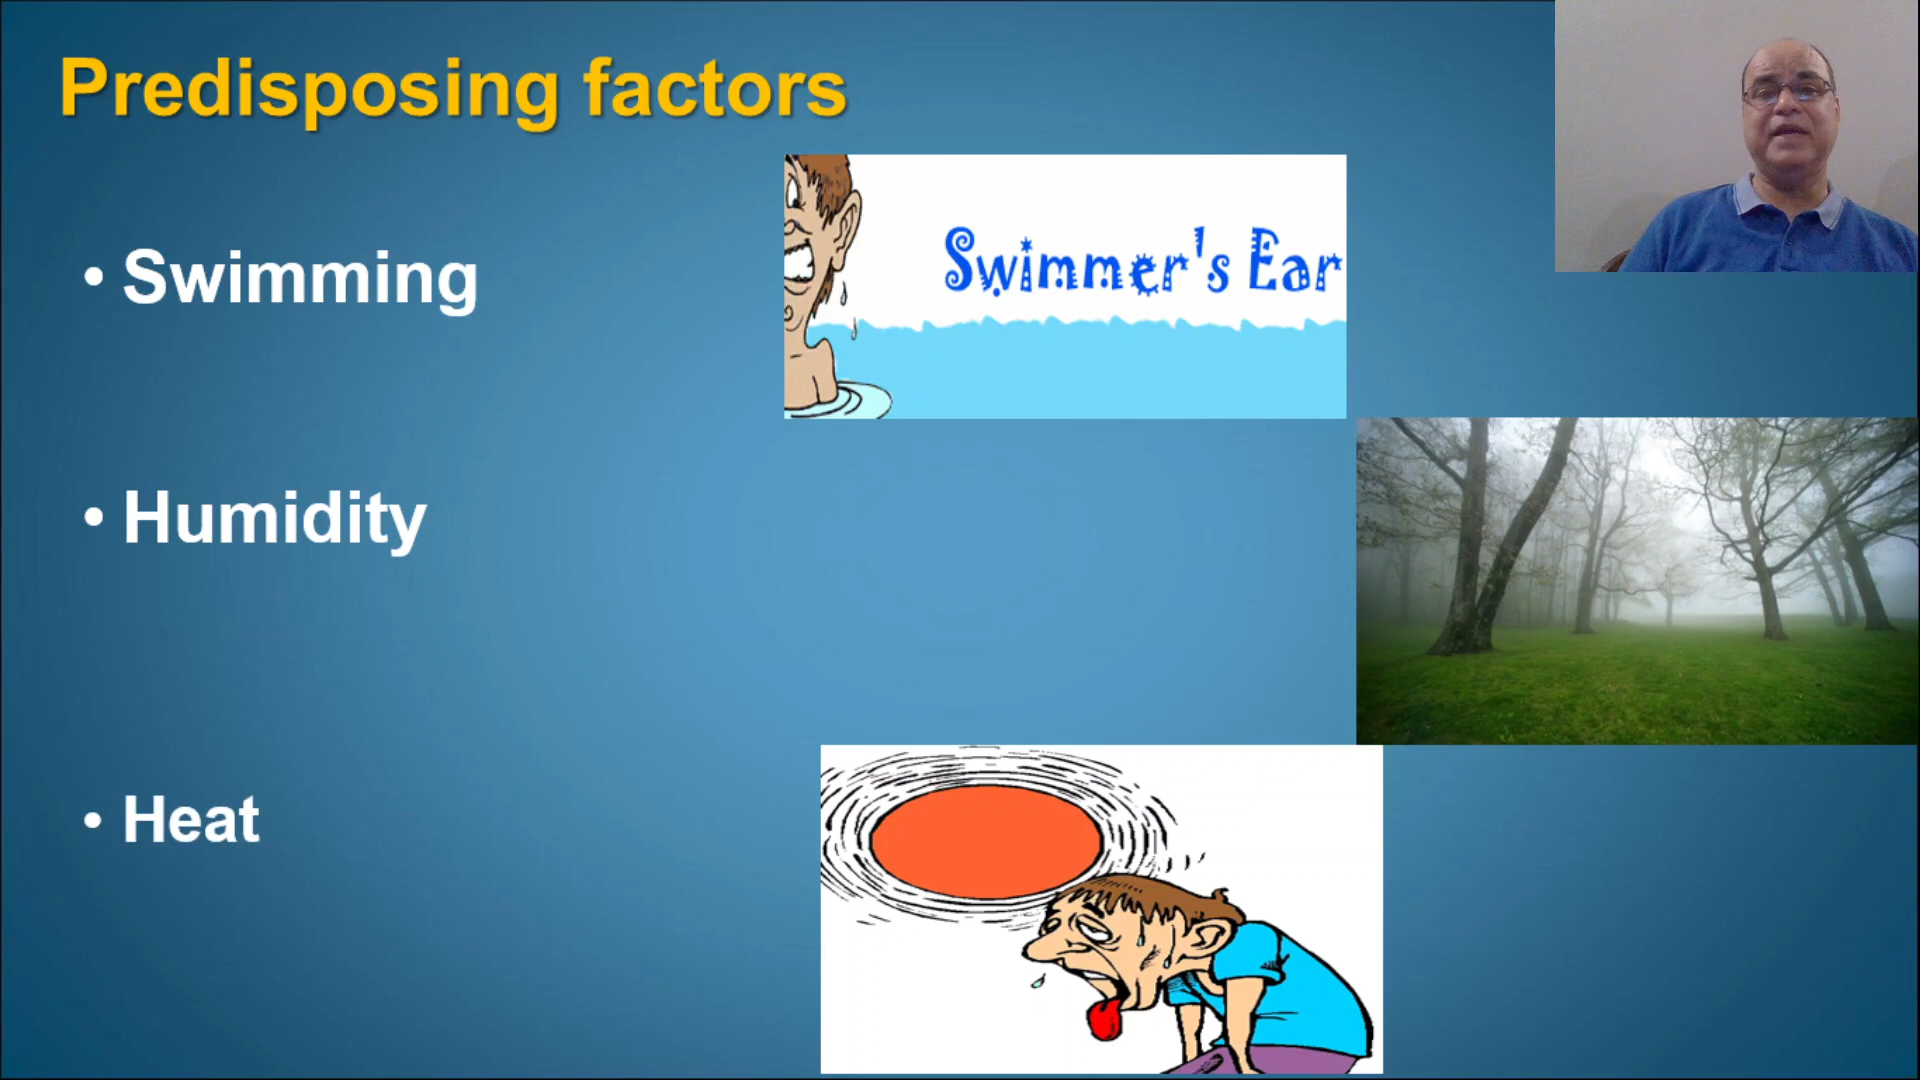 Predisposing factors
• Swimming
Swimmer's Ear
• Humidity
• Heat